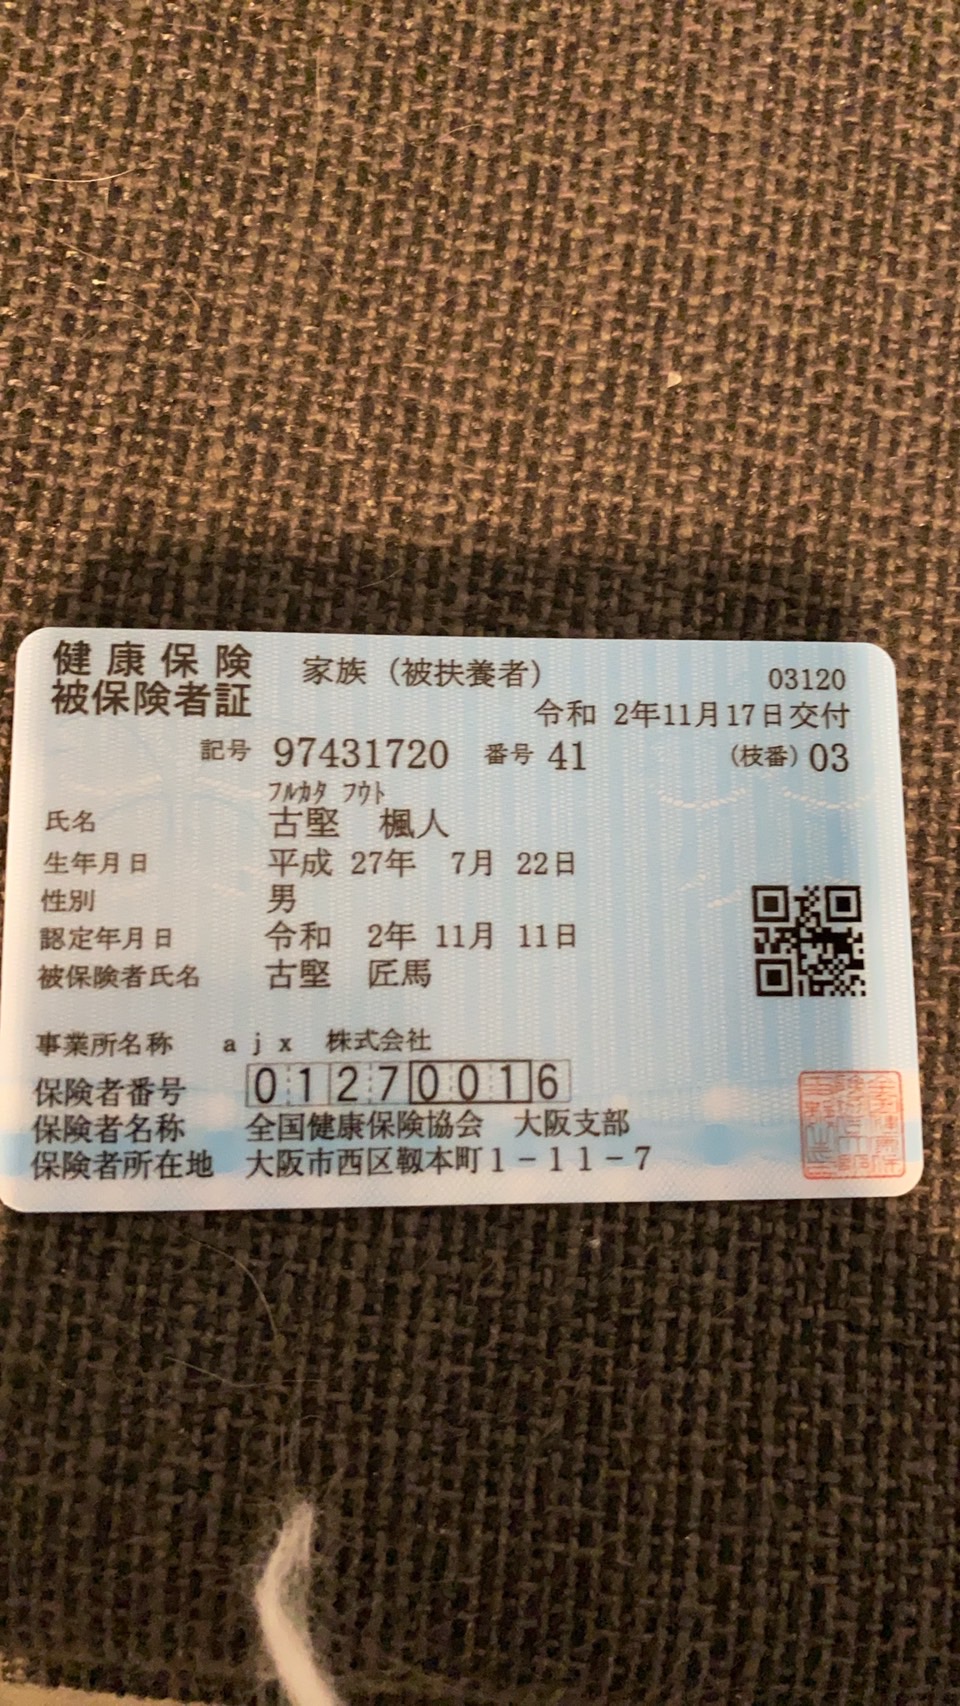 健康保険 家族（被扶養者） 03120
被保険者証 令和 2年11月17日交付
記号 97431720 番号 41 (枝番) 03
フルカタ フウト
氏名 古堅 楓人
生年月日 平成 27年 7月 22日
性別 男
認定年月日 令和 2年 11月 11日
被保険者氏名 古堅 匠馬
事業所名称 ajx 株式会社
保険者番号 01270016
保険者名称 全国健康保険協会 大阪支部
保険者所在地 大阪市西区靱本町1－11－7